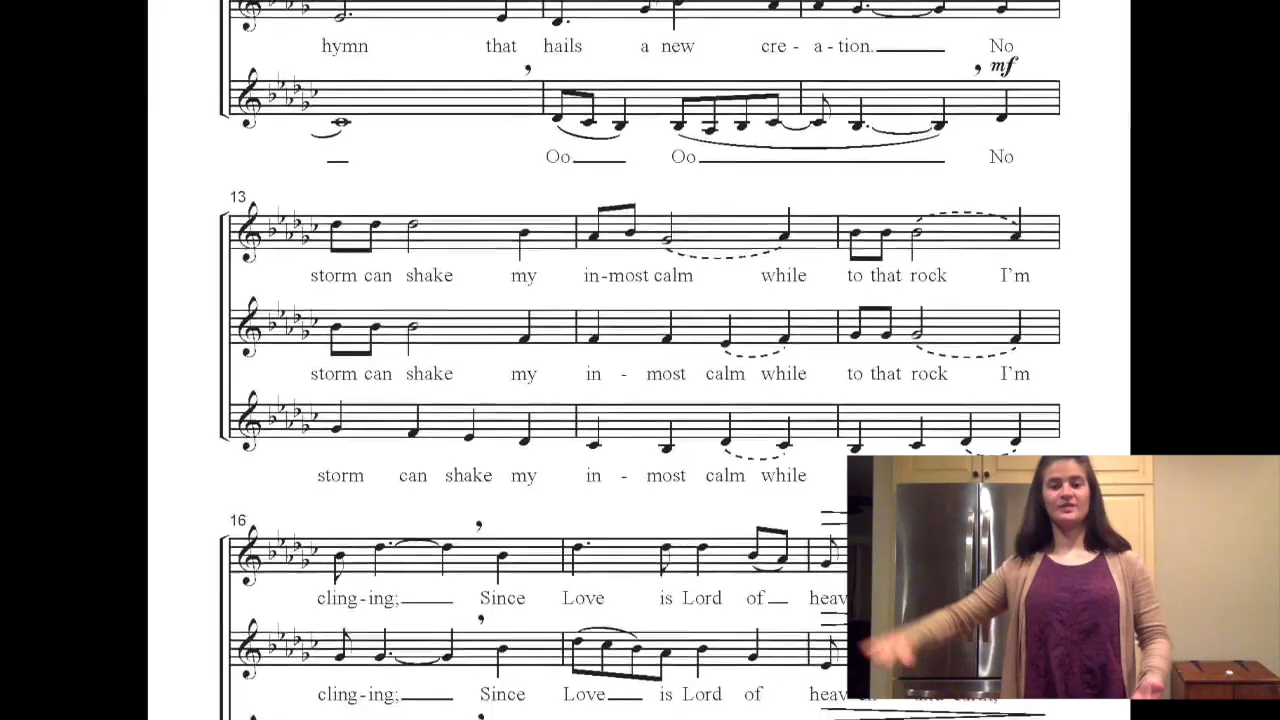 hymn that hails a new cre - a - tion. No
mf
Oo Oo No
13
storm can shake my in-most calm while to that rock I'm
storm can shake my in - most calm while to that rock I'm
storm can shake my in - most calm while
16
cling-ing; Since Love is Lord of heav
cling-ing; Since Love is Lord of